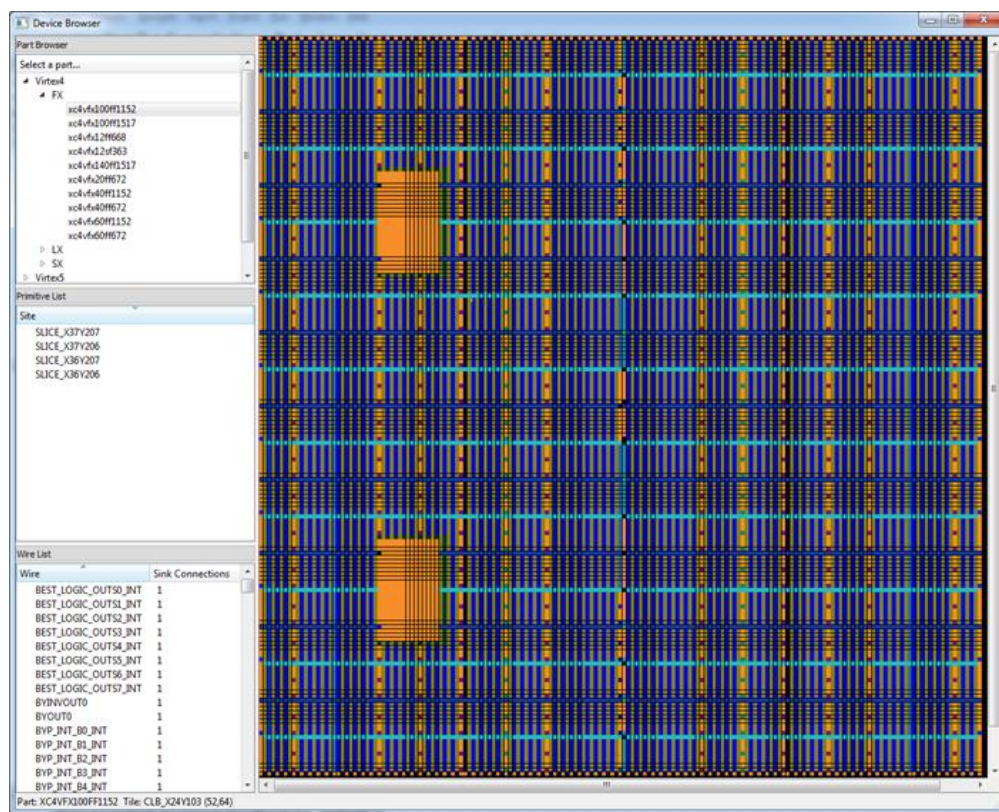 Device Browser
Part Browser
Select a part...
Virtex4
FX
xc4vfx100ff1152
xc4vfx100ff1517
xc4vfx12ff668
xc4vfx12sf363
xc4vfx140ff1517
xc4vfx20ff672
xc4vfx40ff1152
xc4vfx40ff672
xc4vfx60ff1152
xc4vfx60ff672
LX
SX
Virtex5
Primitive List
Site
SLICE_X37Y207
SLICE_X37Y206
SLICE_X36Y207
SLICE_X36Y206
Wire List
Wire Sink Connections
BEST_LOGIC_OUTS0_INT 1
BEST_LOGIC_OUTS1_INT 1
BEST_LOGIC_OUTS2_INT 1
BEST_LOGIC_OUTS3_INT 1
BEST_LOGIC_OUTS4_INT 1
BEST_LOGIC_OUTS5_INT 1
BEST_LOGIC_OUTS6_INT 1
BEST_LOGIC_OUTS7_INT 1
BYINVOUT0 1
BYOUT0 1
BYP_INT_B0_INT 1
BYP_INT_B1_INT 1
BYP_INT_B2_INT 1
BYP_INT_B3_INT 1
BYP_INT_B4_INT 1
Part: XC4VFX100FF1152 Tile: CLB_X24Y103 (52,64)